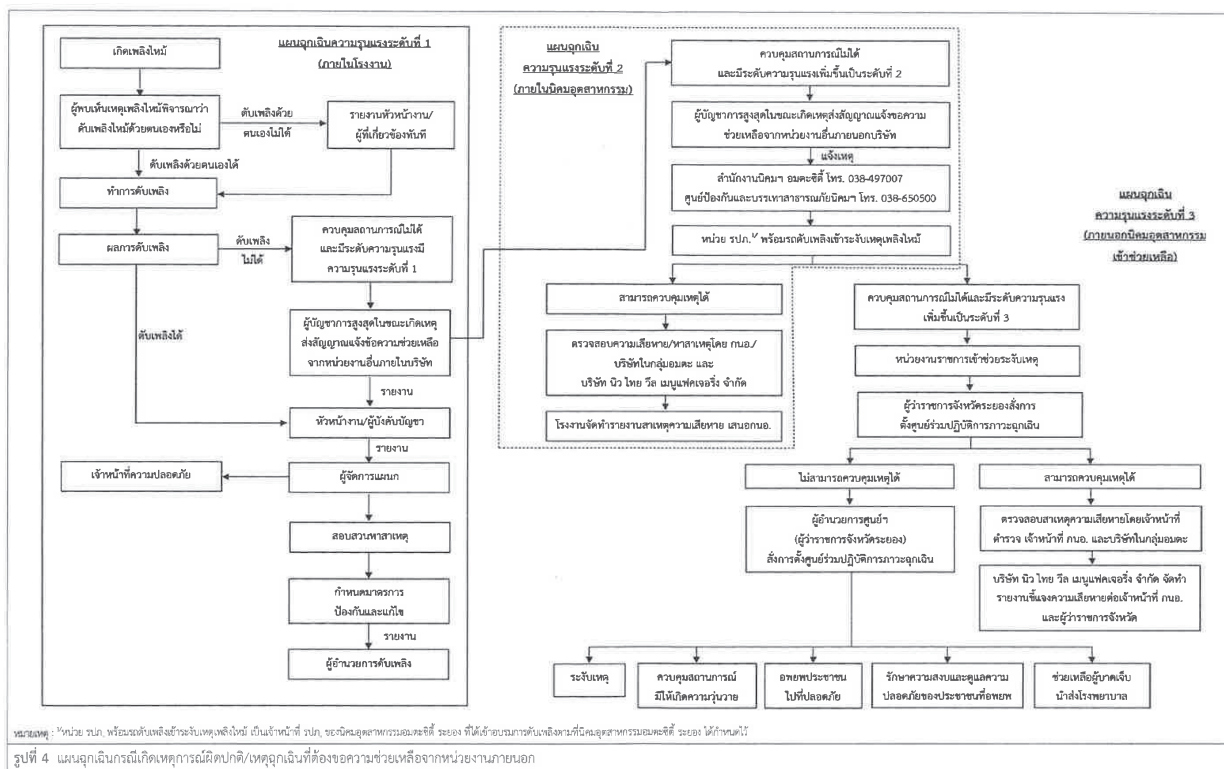 แผนฉุกเฉินความรุนแรงระดับที่ 1
(ภายในโรงงาน)
เกิดเพลิงไหม้
ผู้พบเห็นเหตุเพลิงไหม้พิจารณาว่า
ดับเพลิงไหม้ด้วยตนเองหรือไม่
ดับเพลิงด้วย
ตนเองไม่ได้
รายงานหัวหน้างาน/
ผู้ที่เกี่ยวข้องทันที
ดับเพลิงด้วยตนเองได้
ทำการดับเพลิง
ผลการดับเพลิง
ดับเพลิง
ไม่ได้
ควบคุมสถานการณ์ไม่ได้
และมีระดับความรุนแรงมี
ความรุนแรงระดับที่ 1
ดับเพลิงได้
ผู้บัญชาการสูงสุดในขณะเกิดเหตุ
ส่งสัญญาณแจ้งข้อความช่วยเหลือ
จากหน่วยงานอื่นภายในบริษัท
รายงาน
หัวหน้างาน/ผู้บังคับบัญชา
รายงาน
เจ้าหน้าที่ความปลอดภัย
ผู้จัดการแผนก
สอบสวนหาสาเหตุ
กำหนดมาตรการ
ป้องกันและแก้ไข
รายงาน
ผู้อำนวยการดับเพลิง
แผนฉุกเฉิน
ความรุนแรงระดับที่ 2
(ภายในนิคมอุตสาหกรรม)
ควบคุมสถานการณ์ไม่ได้
และมีระดับความรุนแรงเพิ่มขึ้นเป็นระดับที่ 2
ผู้บัญชาการสูงสุดในขณะเกิดเหตุส่งสัญญาณแจ้งขอความ
ช่วยเหลือจากหน่วยงานอื่นภายนอกบริษัท
แจ้งเหตุ
สำนักงานนิคมฯ อมตะซิตี้ โทร. 038-497007
ศูนย์ป้องกันและบรรเทาสาธารณภัยนิคมฯ โทร. 038-650500
หน่วย รปภ.1/ พร้อมรถดับเพลิงเข้าระงับเหตุเพลิงไหม้
สามารถควบคุมเหตุได้
ตรวจสอบความเสียหาย/หาสาเหตุโดย กนอ./
บริษัทในกลุ่มอมตะ และ
บริษัท นิว ไทย วีล เมนูแฟคเจอริ่ง จำกัด
โรงงานจัดทำรายงานสาเหตุความเสียหาย เสนอกนอ.
แผนฉุกเฉิน
ความรุนแรงระดับที่ 3
(ภายนอกนิคมอุตสาหกรรม
เข้าช่วยเหลือ)
ควบคุมสถานการณ์ไม่ได้และมีระดับความรุนแรง
เพิ่มขึ้นเป็นระดับที่ 3
หน่วยงานราชการเข้าช่วยระงับเหตุ
ผู้ว่าราชการจังหวัดระยองสั่งการ
ตั้งศูนย์ร่วมปฏิบัติการภาวะฉุกเฉิน
ไม่สามารถควบคุมเหตุได้
สามารถควบคุมเหตุได้
ผู้อำนวยการศูนย์ฯ
(ผู้ว่าราชการจังหวัดระยอง)
สั่งการตั้งศูนย์ร่วมปฏิบัติการภาวะฉุกเฉิน
ตรวจสอบสาเหตุความเสียหายโดยเจ้าหน้าที่
ตำรวจ เจ้าหน้าที่ กนอ. และบริษัทในกลุ่มอมตะ
บริษัท นิว ไทย วีล เมนูแฟคเจอริ่ง จำกัด จัดทำ
รายงานชี้แจงความเสียหายต่อเจ้าหน้าที่ กนอ.
และผู้ว่าราชการจังหวัด
ระงับเหตุ
ควบคุมสถานการณ์
มิให้เกิดความวุ่นวาย
อพยพประชาชน
ไปที่ปลอดภัย
รักษาความสงบและดูแลความ
ปลอดภัยของประชาชนที่อพยพ
ช่วยเหลือผู้บาดเจ็บ
นำส่งโรงพยาบาล
หมายเหตุ : 1/หน่วย รปภ. พร้อมรถดับเพลิงเข้าระงับเหตุเพลิงไหม้ เป็นเจ้าหน้าที่ รปภ. ของนิคมอุตสาหกรรมอมตะซิตี้ ระยอง ที่ได้เข้าอบรมการดับเพลิงตามที่นิคมอุตสาหกรรมอมตะซิตี้ ระยอง ได้กำหนดไว้
รูปที่ 4 แผนฉุกเฉินกรณีเกิดเหตุการณ์ผิดปกติ/เหตุฉุกเฉินที่ต้องขอความช่วยเหลือจากหน่วยงานภายนอก